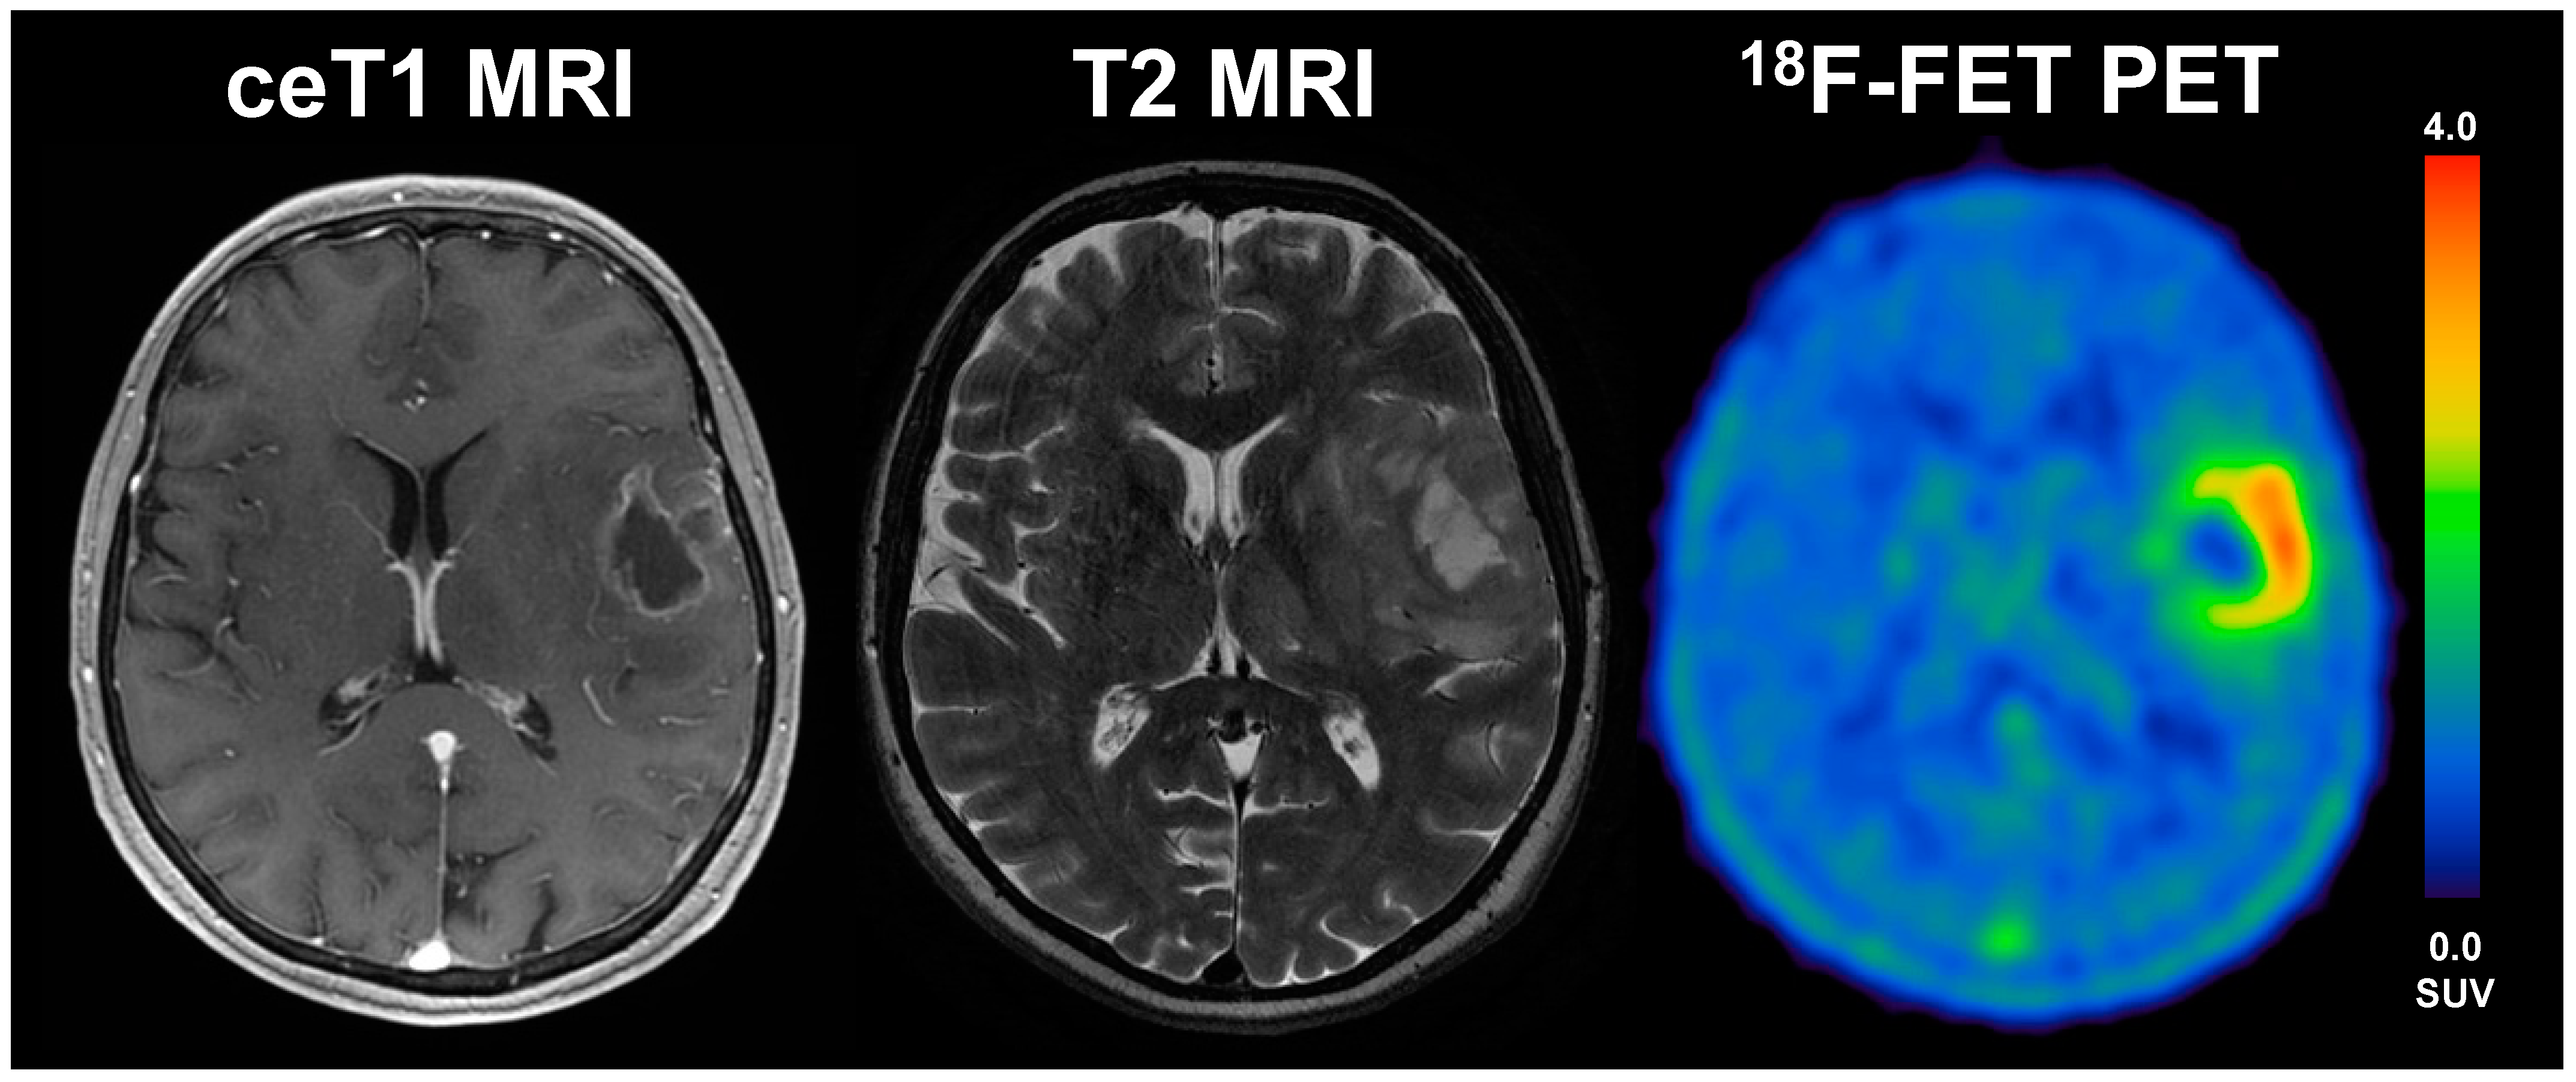 ceT1 MRI
T2 MRI
¹⁸F-FET PET
4.0
0.0
SUV